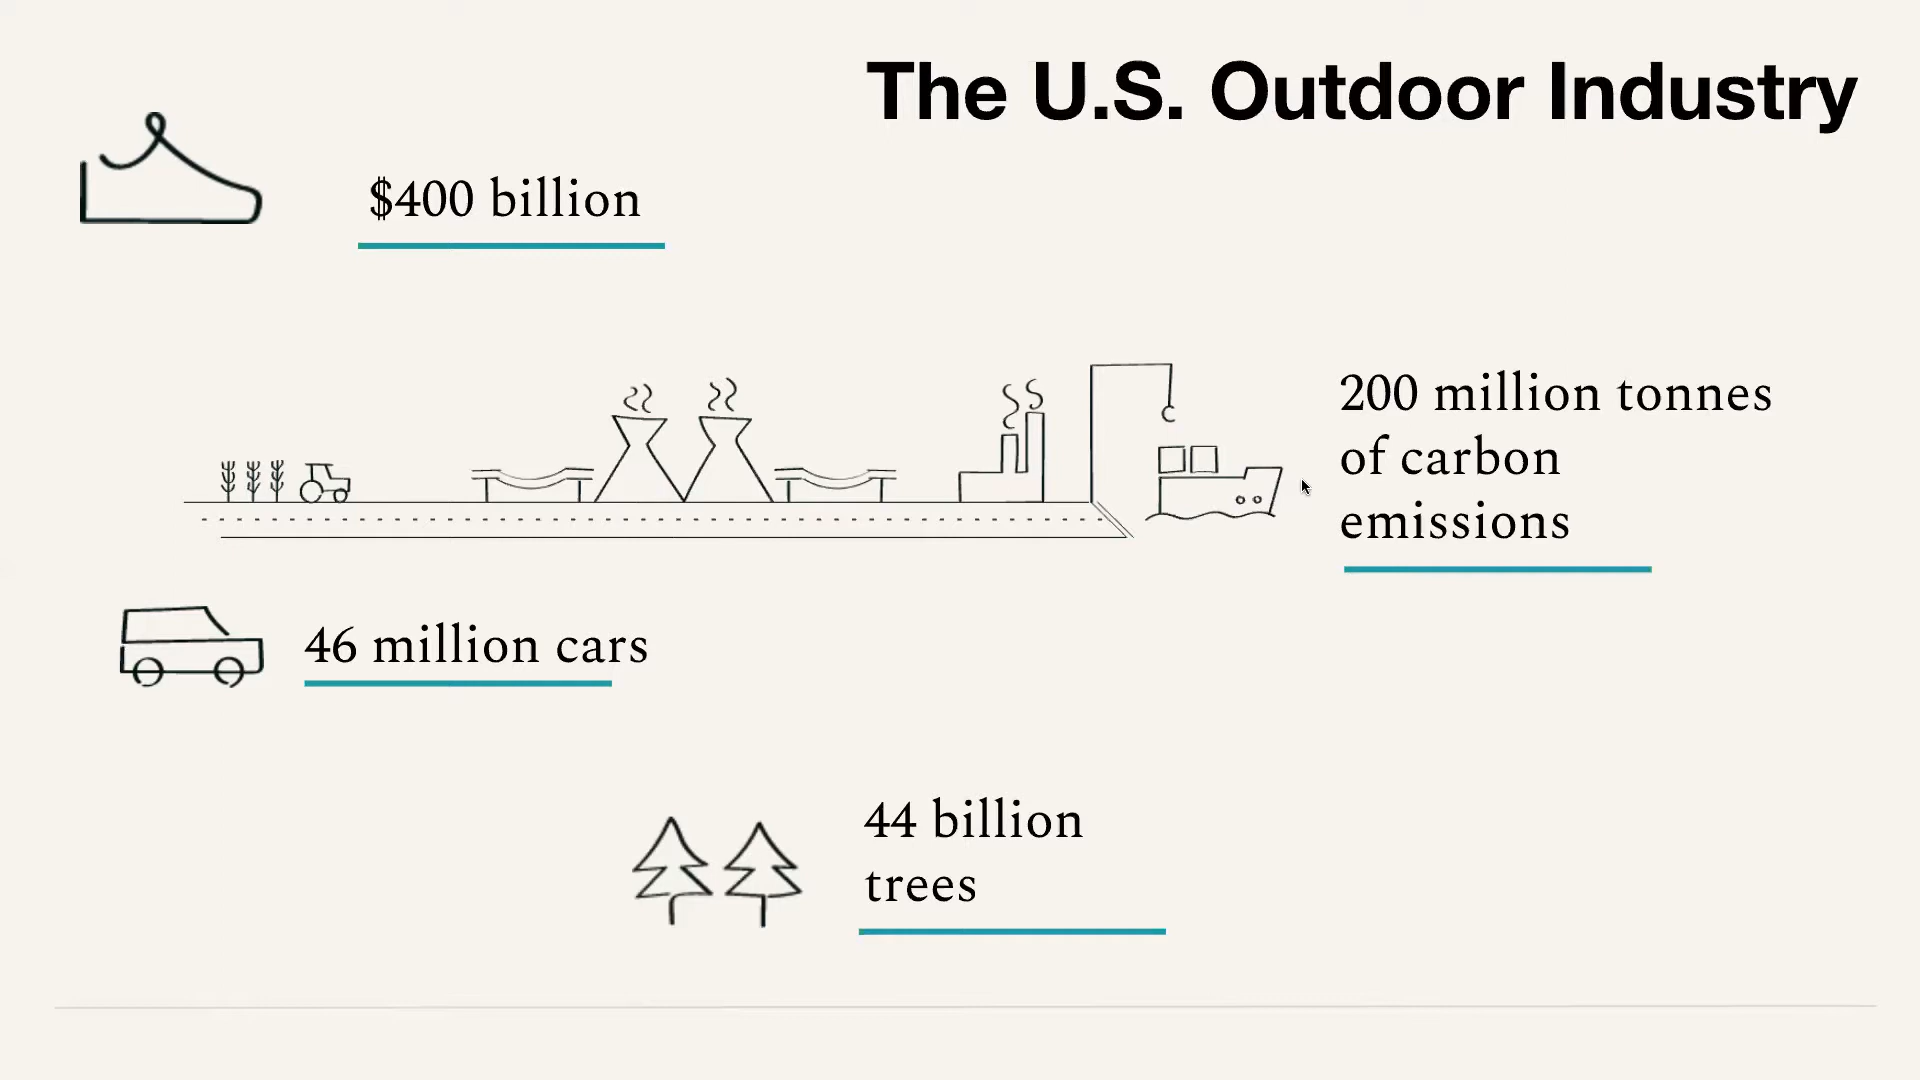 The U.S. Outdoor Industry
$400 billion
200 million tonnes
of carbon
emissions
46 million cars
44 billion
trees